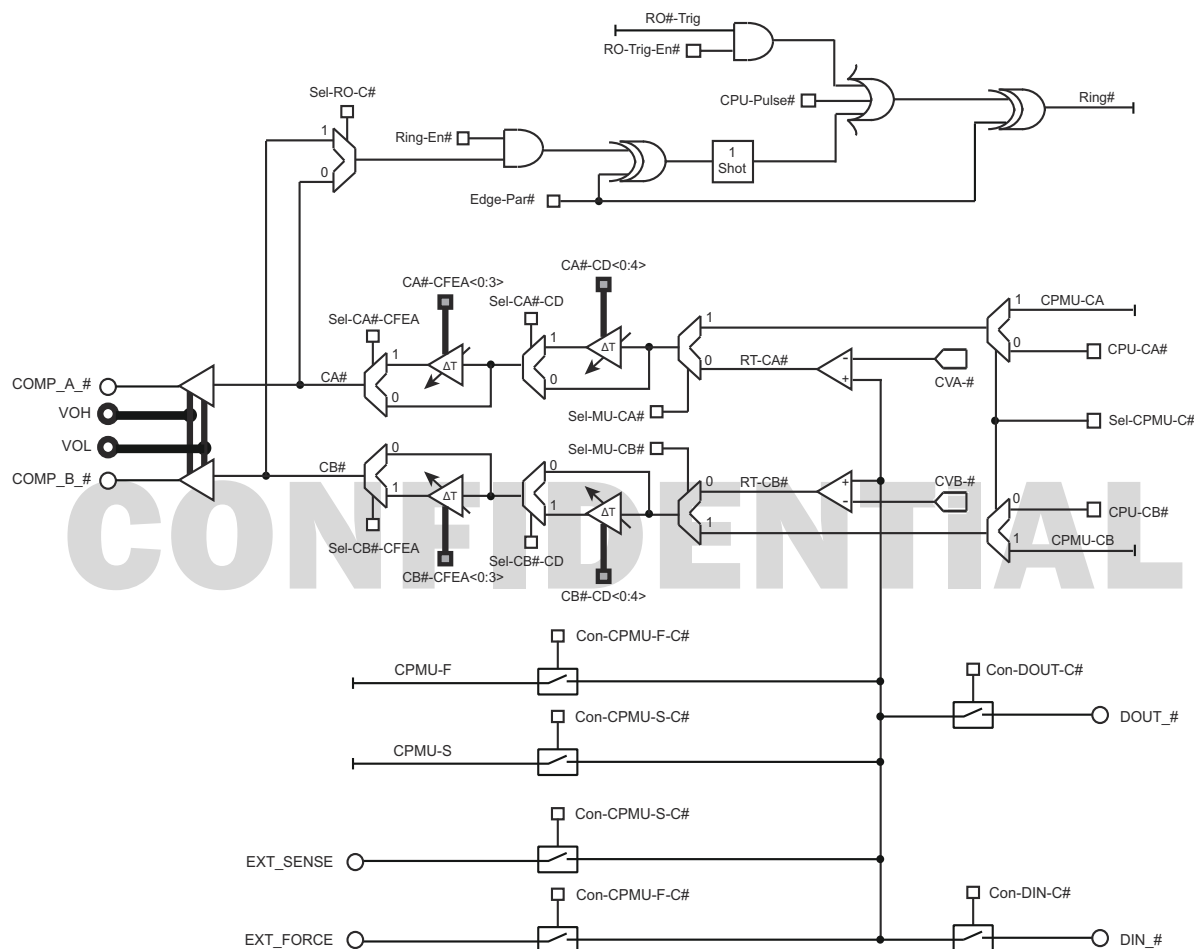 RO#-Trig
RO-Trig-En#
Sel-RO-C#
CPU-Pulse#
Ring#
1
Ring-En#
1
Shot
0
Edge-Par#
CA#-CD<0:4>
CA#-CFEA<0:3>
Sel-CA#-CD
1
CPMU-CA
Sel-CA#-CFEA
1
1
ΔT
1
ΔT
0
RT-CA#
-
0
CPU-CA#
COMP_A_#
CA#
0
+
CVA-#
0
VOH
Sel-MU-CA#
Sel-CPMU-C#
VOL
Sel-MU-CB#
0
COMP_B_#
CB#
0
0
RT-CB#
+
CVB-#
1
ΔT
1
ΔT
-
0
CPU-CB#
1
CPMU-CB
1
Sel-CB#-CFEA
Sel-CB#-CD
CB#-CFEA<0:3>
CB#-CD<0:4>
CONFIDENTIAL
Con-CPMU-F-C#
CPMU-F
Con-DOUT-C#
Con-CPMU-S-C#
DOUT_#
CPMU-S
Con-CPMU-S-C#
EXT_SENSE
Con-CPMU-F-C#
Con-DIN-C#
EXT_FORCE
DIN_#